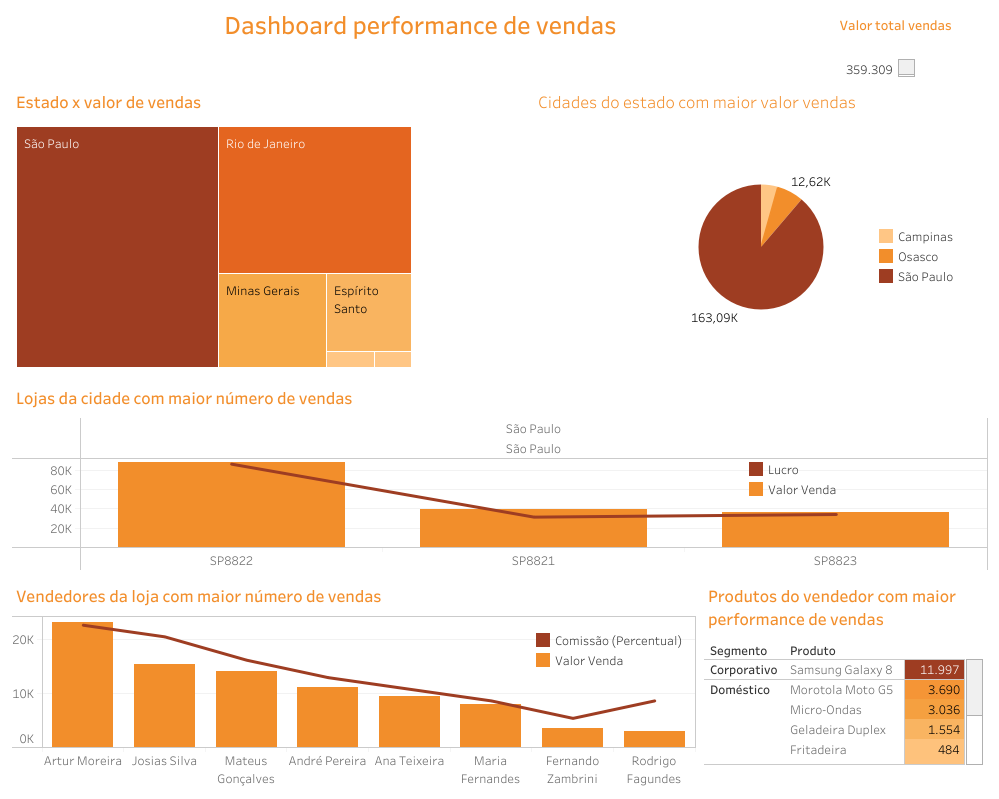 Dashboard performance de vendas
Valor total vendas
359.309
Estado x valor de vendas
São Paulo
Rio de Janeiro
Minas Gerais
Espírito
Santo
Cidades do estado com maior valor vendas
12,62K
163,09K
Campinas
Osasco
São Paulo
Lojas da cidade com maior número de vendas
São Paulo
São Paulo
80K
60K
40K
20K
Lucro
Valor Venda
SP8822
SP8821
SP8823
Vendedores da loja com maior número de vendas
20K
10K
0K
Comissão (Percentual)
Valor Venda
Artur Moreira
Josias Silva
Mateus
Gonçalves
André Pereira
Ana Teixeira
Maria
Fernandes
Fernando
Zambrini
Rodrigo
Fagundes
Produtos do vendedor com maior
performance de vendas
Segmento Produto
Corporativo Samsung Galaxy 8 11.997
Doméstico Morotola Moto G5 3.690
Micro-Ondas 3.036
Geladeira Duplex 1.554
Fritadeira 484